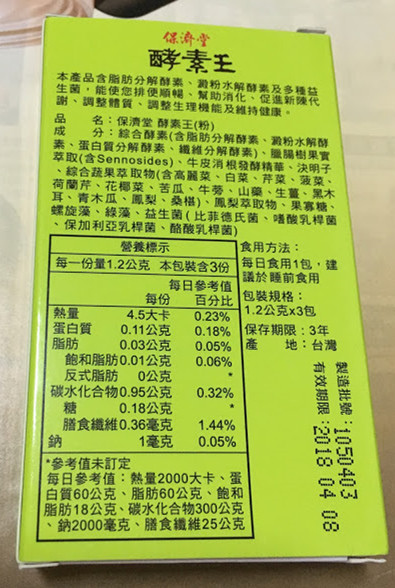 保濟堂
酵素王
本產品含脂肪分解酵素、澱粉水解酵素及多種益
生菌，能使您排便順暢、幫助消化、促進新陳代
謝、調整體質、調整生理機能及維持健康。
品　　名：保濟堂 酵素王(粉)
成　　分：綜合酵素(含脂肪分解酵素、澱粉水解酵
素、蛋白質分解酵素、纖維分解酵素)、臘腸樹果實
萃取(含Sennosides)、牛皮消根發酵精華、決明子
、綜合蔬果萃取物(含高麗菜、白菜、芹菜、菠菜、
荷蘭芹、花椰菜、苦瓜、牛蒡、山藥、生薑、黑木
耳、青木瓜、鳳梨、桑椹)、鳳梨萃取物、果寡糖、
螺旋藻、綠藻、益生菌(比菲德氏菌、嗜酸乳桿菌
、保加利亞乳桿菌、酪酸乳桿菌)
營養標示
每一份量1.2公克 本包裝含3份
每日參考值
每份 百分比
熱量 4.5大卡 0.23%
蛋白質 0.11公克 0.18%
脂肪 0.03公克 0.05%
飽和脂肪 0.01公克 0.06%
反式脂肪 0公克 *
碳水化合物 0.95公克 0.32%
糖 0.18公克 *
膳食纖維 0.36毫克 1.44%
鈉 1毫克 0.05%
*參考值未訂定
每日參考值：熱量2000大卡、蛋
白質60公克、脂肪60公克、飽和
脂肪18公克、碳水化合物300公克
、鈉2000毫克、膳食纖維25公克
食用方法：
每日食用1包，建
議於睡前食用
包裝規格：
1.2公克x3包
保存期限：3年
產　　地：台灣
製造批號：1050403
有效期限：2018 04 08